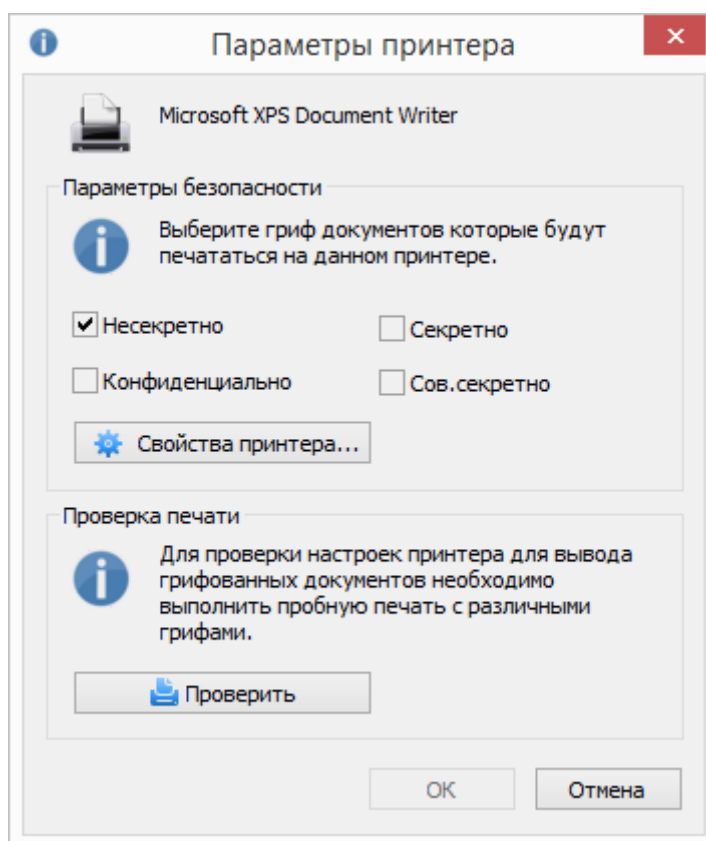 Параметры принтера
Microsoft XPS Document Writer
Параметры безопасности
Выберите гриф документов которые будут
печататься на данном принтере.
Несекретно
Секретно
Конфиденциально
Сов.секретно
Свойства принтера...
Проверка печати
Для проверки настроек принтера для вывода
грифованных документов необходимо
выполнить пробную печать с различными
грифами.
Проверить
OK
Отмена